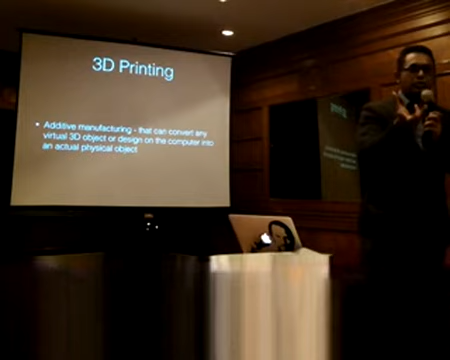 3D Printing
• Additive manufacturing - that can convert any
virtual 3D object or design on the computer into
an actual physical object